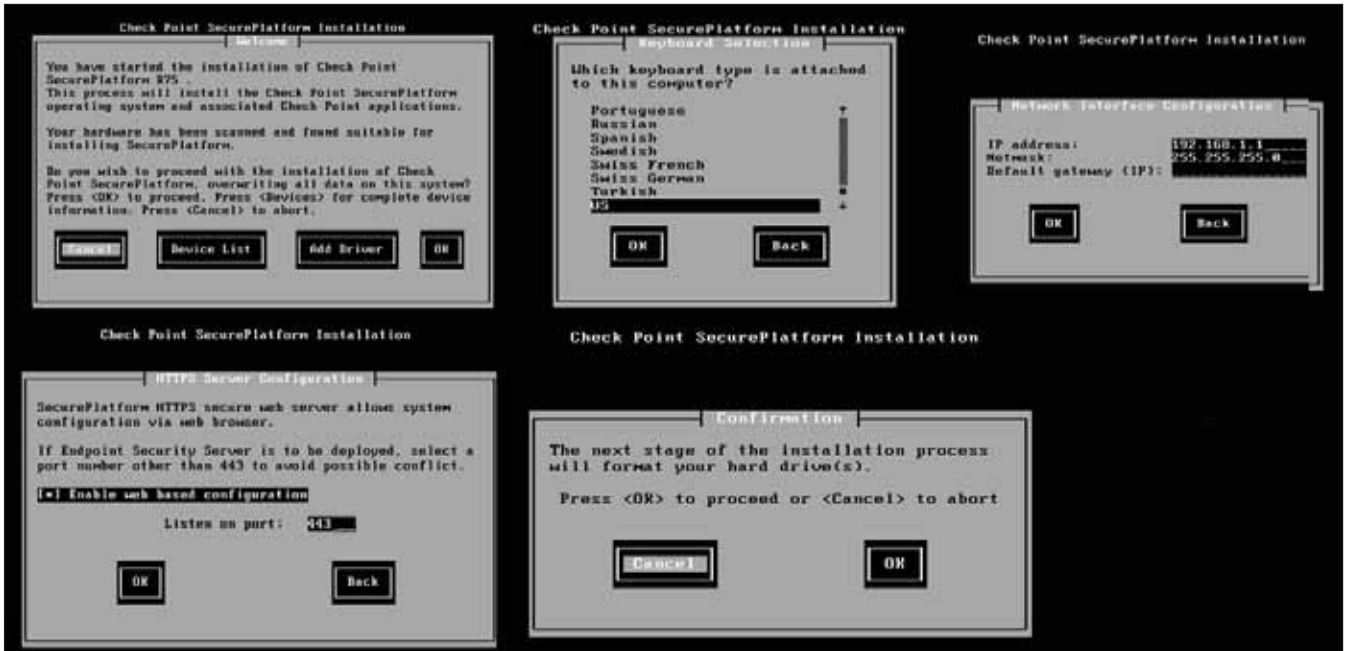 Check Point SecurePlatform Installation
Welcome
You have started the installation of Check Point
SecurePlatform R75 .
This process will install the Check Point SecurePlatform
operating system and associated Check Point applications.
Your hardware has been scanned and found suitable for
installing SecurePlatform.
Do you wish to proceed with the installation of Check
Point SecurePlatform, overwriting all data on this system?
Press <OK> to proceed, Press <Devices> for complete device
information. Press <Cancel> to abort.
Cancel Device List Add Driver OK
Check Point SecurePlatform Installation
Keyboard Selection
Which keyboard type is attached
to this computer?
Portuguese
Russian
Spanish
Swedish
Swiss French
Swiss German
Turkish
US
OK Back
Check Point SecurePlatform Installation
Network Interface Configuration
IP address: 192.168.1.1
Netmask: 255.255.255.0
Default gateway (IP):
OK Back
Check Point SecurePlatform Installation
HTTPS Server Configuration
SecurePlatform HTTPS secure web server allows system
configuration via web browser.
If Endpoint Security Server is to be deployed, select a
port number other than 443 to avoid possible conflict.
[*] Enable web based configuration
Listen on port: 443
OK Back
Check Point SecurePlatform Installation
Confirmation
The next stage of the installation process
will format your hard drive(s).
Press <OK> to proceed or <Cancel> to abort
Cancel OK